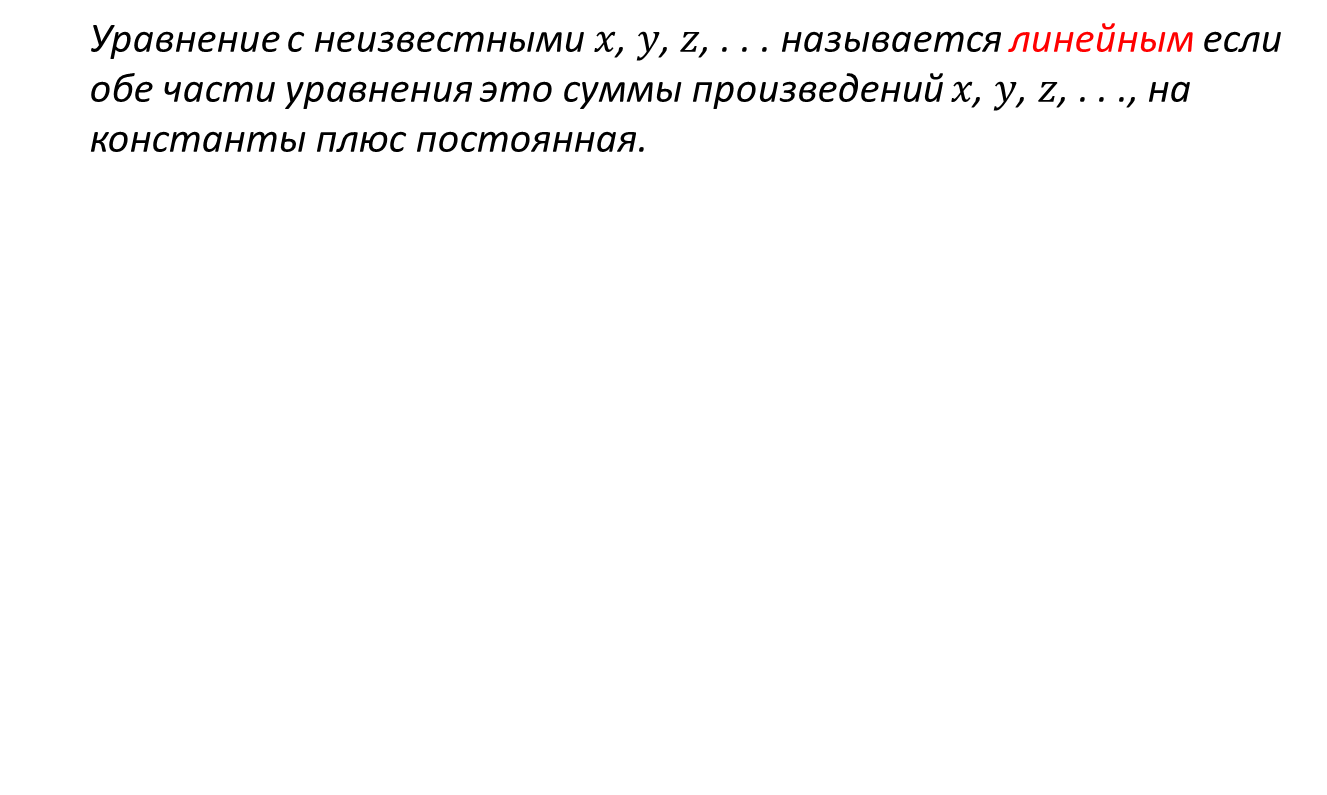 Уравнение с неизвестными x, y, z, . . . называется линейным если
обе части уравнения это суммы произведений x, y, z, . . ., на
константы плюс постоянная.